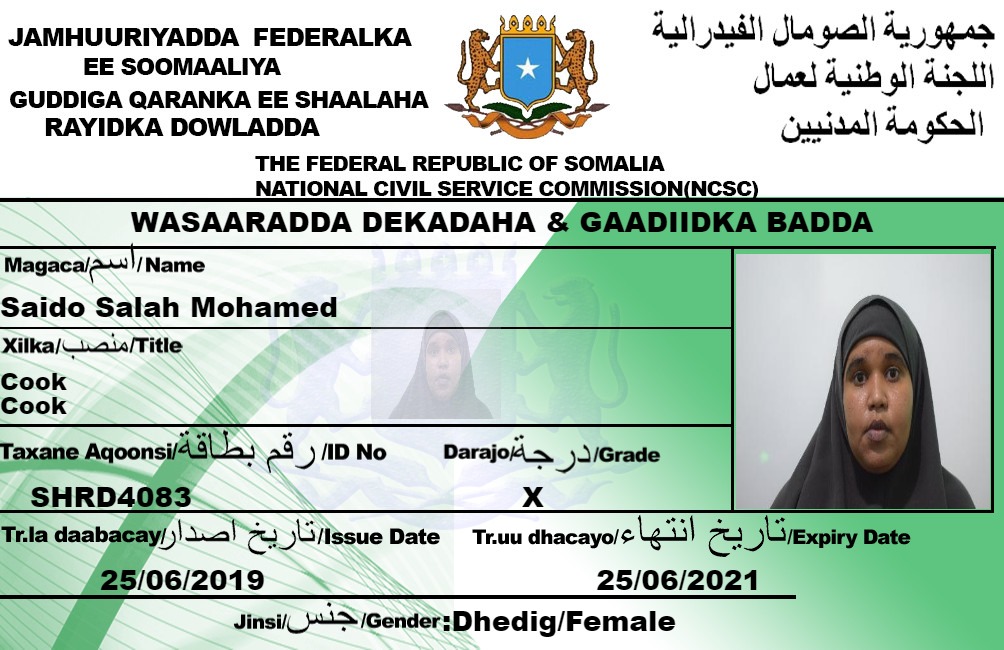 JAMHUURIYADDA FEDERALKA
EE SOOMAALIYA
GUDDIGA QARANKA EE SHAALAHA
RAYIDKA DOWLADDA
جمهورية الصومال الفيدرالية
اللجنة الوطنية لعمال
الحكومة المدنيين
THE FEDERAL REPUBLIC OF SOMALIA
NATIONAL CIVIL SERVICE COMMISSION(NCSC)
WASAARADDA DEKADAHA & GAADIIDKA BADDA
Magaca/اسم/Name
Saido Salah Mohamed
Xilka/منصب/Title
Cook
Cook
Taxane Aqoonsi/رقم بطاقة/ID No
SHRD4083
Darajo/درجة/Grade
X
Tr.la daabacay/تاريخ اصدار/Issue Date
25/06/2019
Tr.uu dhacayo/تاريخ انتهاء/Expiry Date
25/06/2021
Jinsi/جنس/Gender:Dhedig/Female